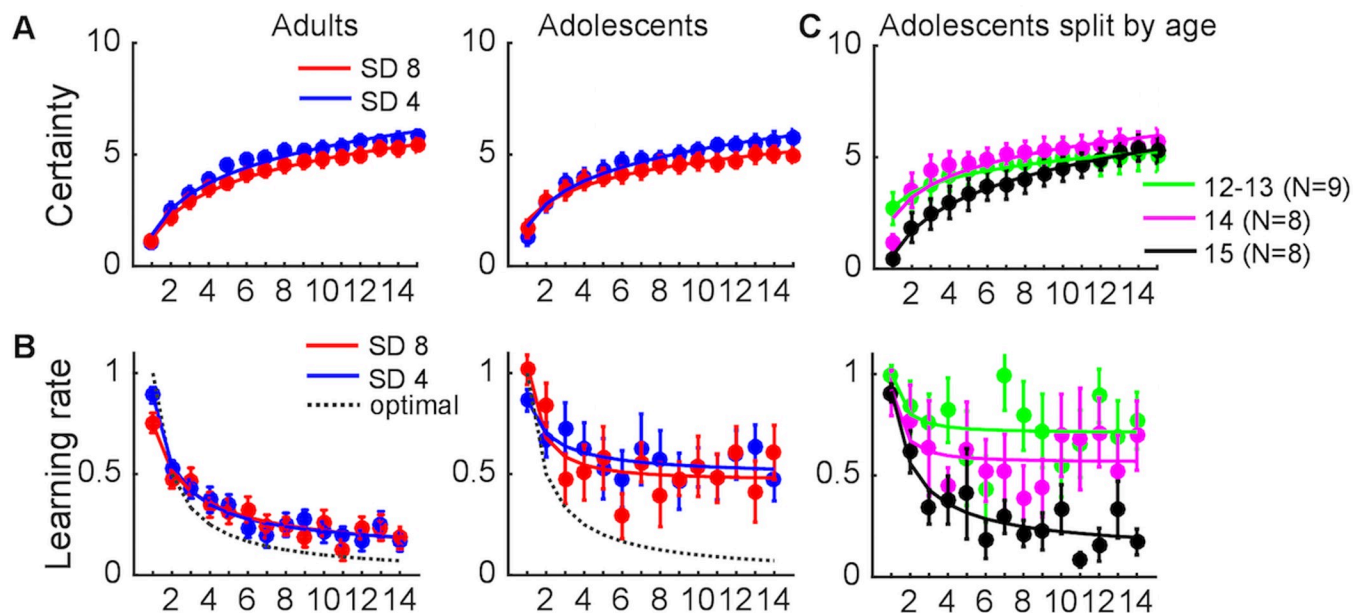 A Adults Adolescents C Adolescents split by age
10 10 10
SD 8
SD 4
Certainty
5 5 5
12-13 (N=9)
14 (N=8)
15 (N=8)
0 0 0
2 4 6 8 10 12 14 2 4 6 8 10 12 14 2 4 6 8 10 12 14
B SD 8
SD 4
optimal
Learning rate
1 1 1
0.5 0.5 0.5
0 0 0
2 4 6 8 10 12 14 2 4 6 8 10 12 14 2 4 6 8 10 12 14